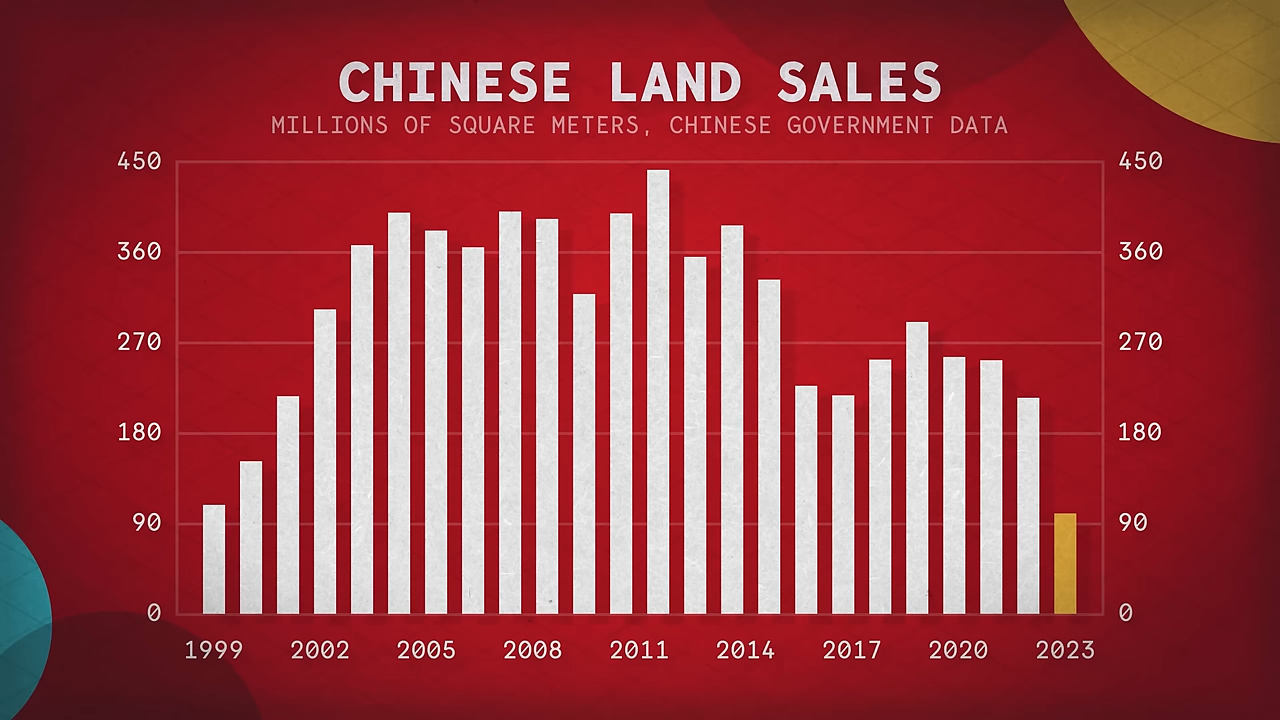 CHINESE LAND SALES
MILLIONS OF SQUARE METERS, CHINESE GOVERNMENT DATA
450 450
360 360
270 270
180 180
90 90
0 0
1999 2002 2005 2008 2011 2014 2017 2020 2023